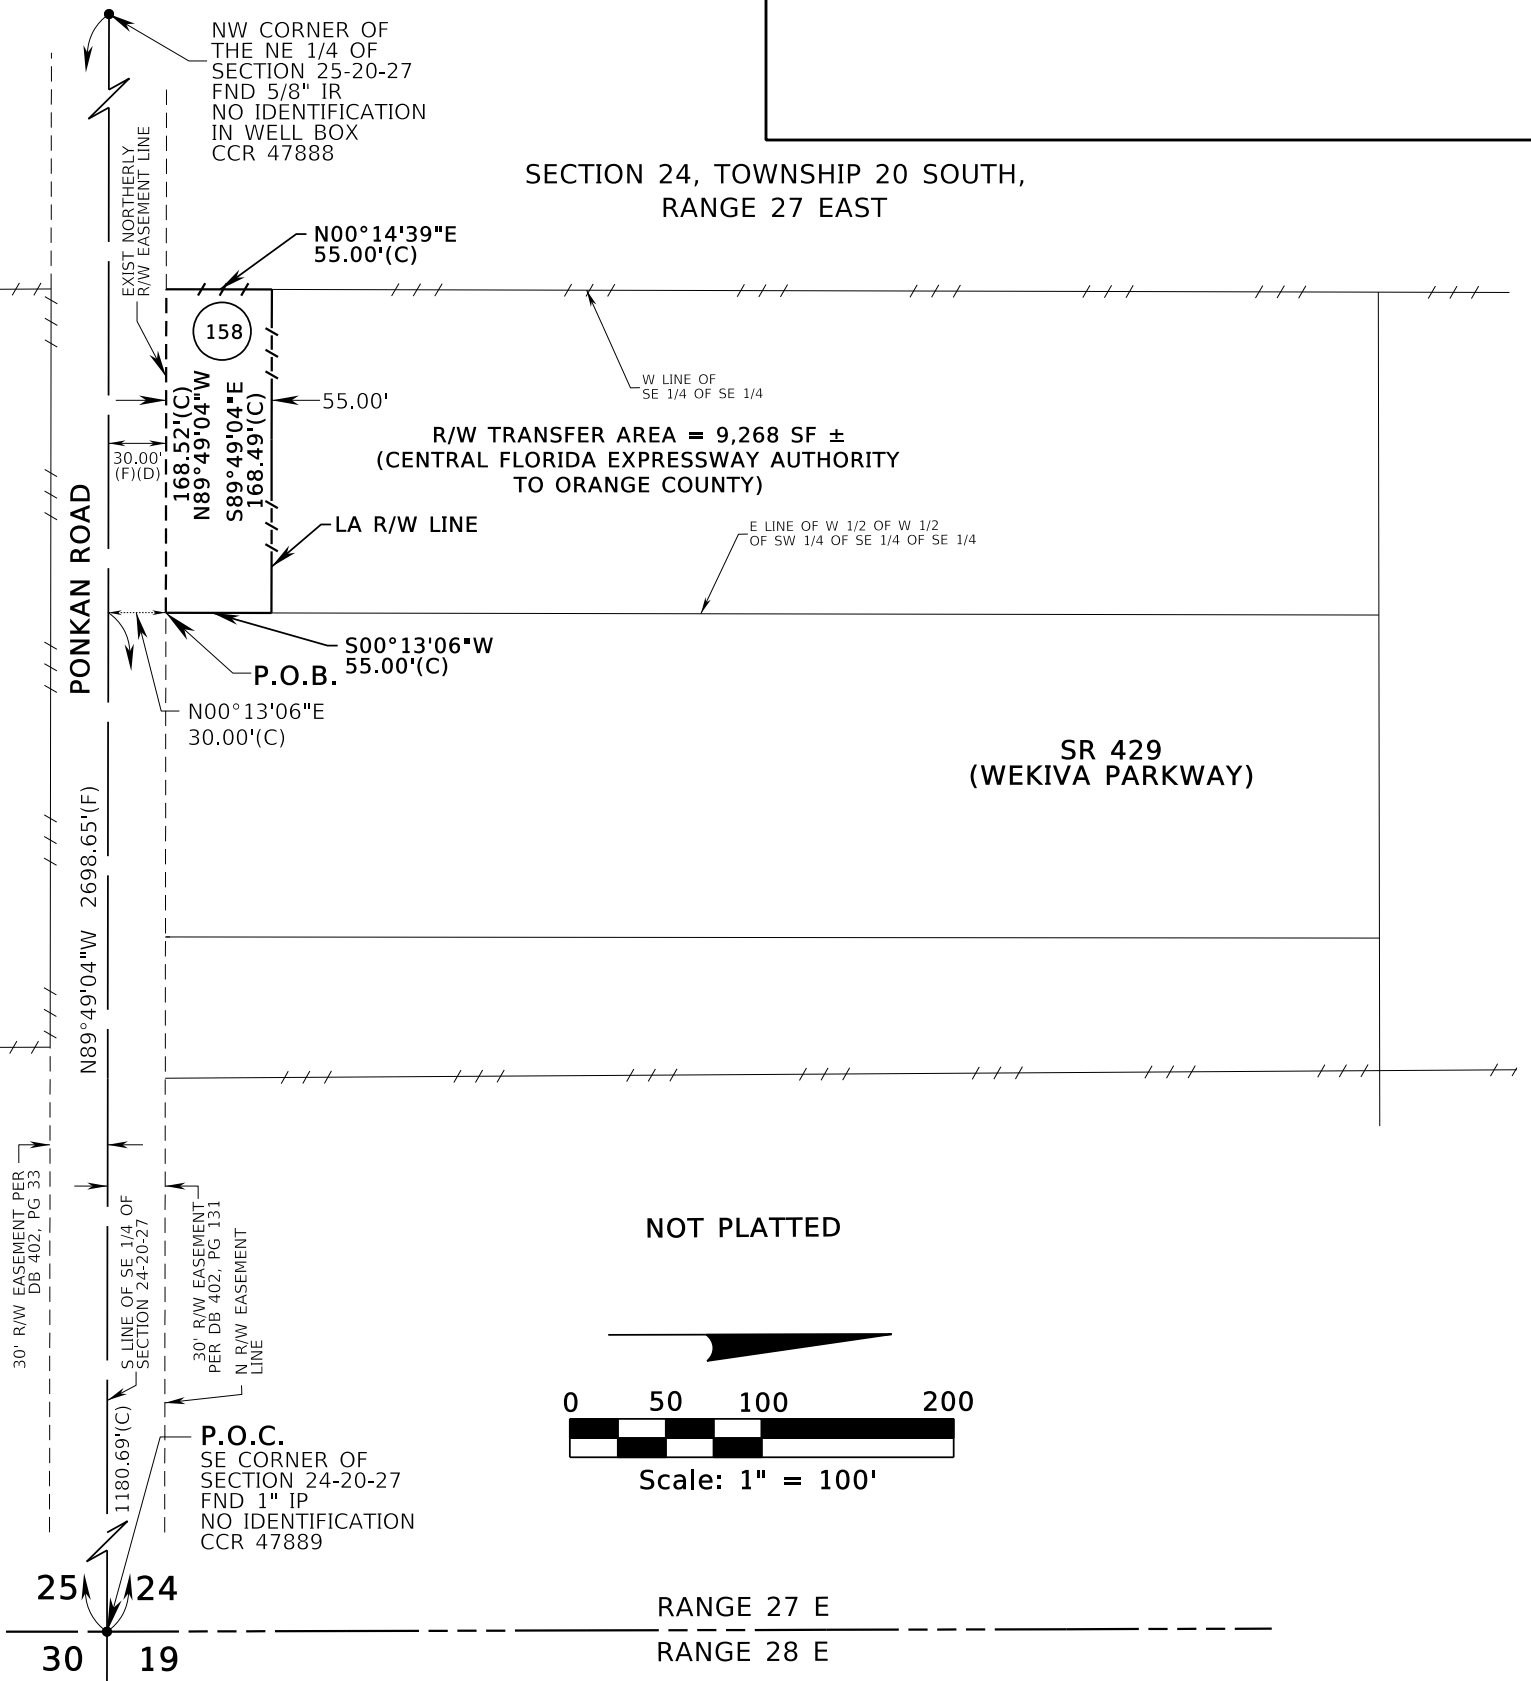 NW CORNER OF
THE NE 1/4 OF
SECTION 25-20-27
FND 5/8" IR
NO IDENTIFICATION
IN WELL BOX
CCR 47888
EXIST NORTHERLY
R/W EASEMENT LINE
SECTION 24, TOWNSHIP 20 SOUTH,
RANGE 27 EAST
N00°14'39"E
55.00'(C)
158
W LINE OF
SE 1/4 OF SE 1/4
55.00'
168.52'(C)
N89°49'04"W
S89°49'04"E
168.49'(C)
30.00'
(F)(D)
R/W TRANSFER AREA = 9,268 SF ±
(CENTRAL FLORIDA EXPRESSWAY AUTHORITY
TO ORANGE COUNTY)
LA R/W LINE
E LINE OF W 1/2 OF W 1/2
OF SW 1/4 OF SE 1/4 OF SE 1/4
PONKAN ROAD
S00°13'06"W
55.00'(C)
P.O.B.
N00°13'06"E
30.00'(C)
SR 429
(WEKIVA PARKWAY)
N89°49'04"W 2698.65'(F)
30' R/W EASEMENT PER
DB 402, PG 33
S LINE OF SE 1/4 OF
SECTION 24-20-27
30' R/W EASEMENT
PER DB 402, PG 131
N R/W EASEMENT
LINE
NOT PLATTED
0 50 100 200
Scale: 1" = 100'
1180.69'(C)
P.O.C.
SE CORNER OF
SECTION 24-20-27
FND 1" IP
NO IDENTIFICATION
CCR 47889
25 24
30 19
RANGE 27 E
RANGE 28 E